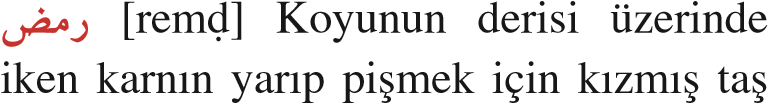 رمض [remḍ] Koyunun derisi üzerinde
iken karnın yarıp pişmek için kızmış taş